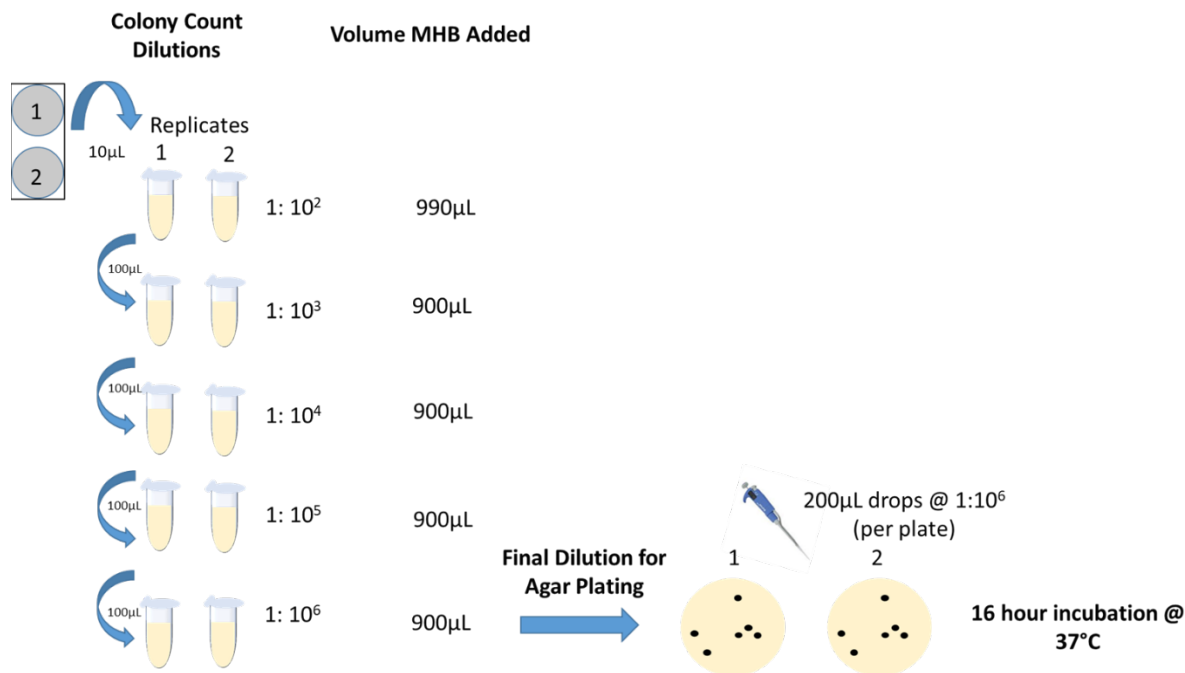 Colony Count
Dilutions
Volume MHB Added
1
2
10µL
Replicates
1 2
1: 10²
990µL
100µL
1: 10³
900µL
100µL
1: 10⁴
900µL
100µL
1: 10⁵
900µL
100µL
1: 10⁶
900µL
Final Dilution for
Agar Plating
200µL drops @ 1:10⁶
(per plate)
1 2
16 hour incubation @
37°C